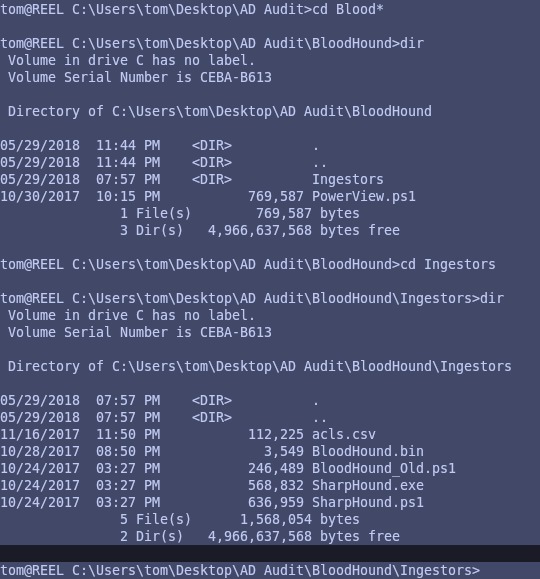 tom@REEL C:\Users\tom\Desktop\AD Audit>cd Blood*
tom@REEL C:\Users\tom\Desktop\AD Audit\BloodHound>dir
 Volume in drive C has no label.
 Volume Serial Number is CEBA-B613
 Directory of C:\Users\tom\Desktop\AD Audit\BloodHound
05/29/2018  11:44 PM    <DIR>          .
05/29/2018  11:44 PM    <DIR>          ..
05/29/2018  07:57 PM    <DIR>          Ingestors
10/30/2017  10:15 PM           769,587 PowerView.ps1
               1 File(s)        769,587 bytes
               3 Dir(s)   4,966,637,568 bytes free
tom@REEL C:\Users\tom\Desktop\AD Audit\BloodHound>cd Ingestors
tom@REEL C:\Users\tom\Desktop\AD Audit\BloodHound\Ingestors>dir
 Volume in drive C has no label.
 Volume Serial Number is CEBA-B613
 Directory of C:\Users\tom\Desktop\AD Audit\BloodHound\Ingestors
05/29/2018  07:57 PM    <DIR>          .
05/29/2018  07:57 PM    <DIR>          ..
11/16/2017  11:50 PM           112,225 acls.csv
10/28/2017  08:50 PM             3,549 BloodHound.bin
10/24/2017  03:27 PM           246,489 BloodHound_Old.ps1
10/24/2017  03:27 PM           568,832 SharpHound.exe
10/24/2017  03:27 PM           636,959 SharpHound.ps1
               5 File(s)      1,568,054 bytes
               2 Dir(s)   4,966,637,568 bytes free
tom@REEL C:\Users\tom\Desktop\AD Audit\BloodHound\Ingestors>